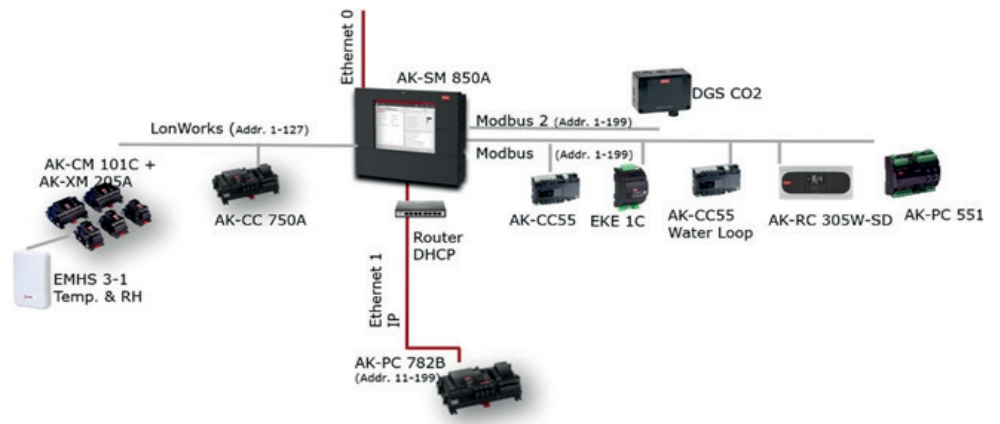 Ethernet 0
AK-SM 850A
DGS CO2
LonWorks (Addr. 1-127)
Modbus 2 (Addr. 1-199)
Modbus (Addr. 1-199)
AK-CM 101C +
AK-XM 205A
AK-CC 750A
AK-CC55
EKE 1C
AK-CC55
Water Loop
AK-RC 305W-SD
AK-PC 551
Router
DHCP
EMHS 3-1
Temp. & RH
Ethernet 1
IP
AK-PC 782B
(Addr. 11-199)